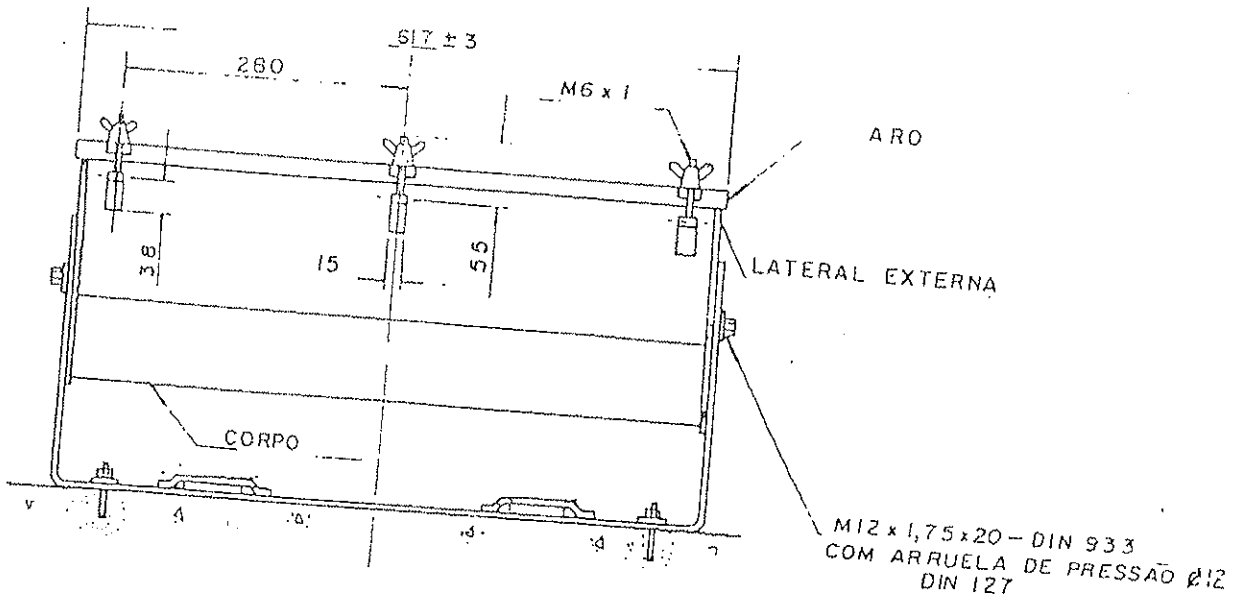 617 ± 3
280
M6 x 1
ARO
38
15
55
LATERAL EXTERNA
CORPO
M12 x 1,75 x 20 - DIN 933
COM ARRUELA DE PRESSÃO Ø12
DIN 127